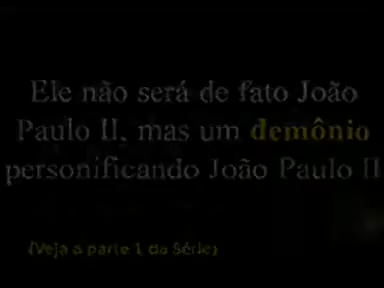 Ele não será de fato João
Paulo II, mas um demônio
personificando João Paulo II
(Veja a parte 1 da Série)